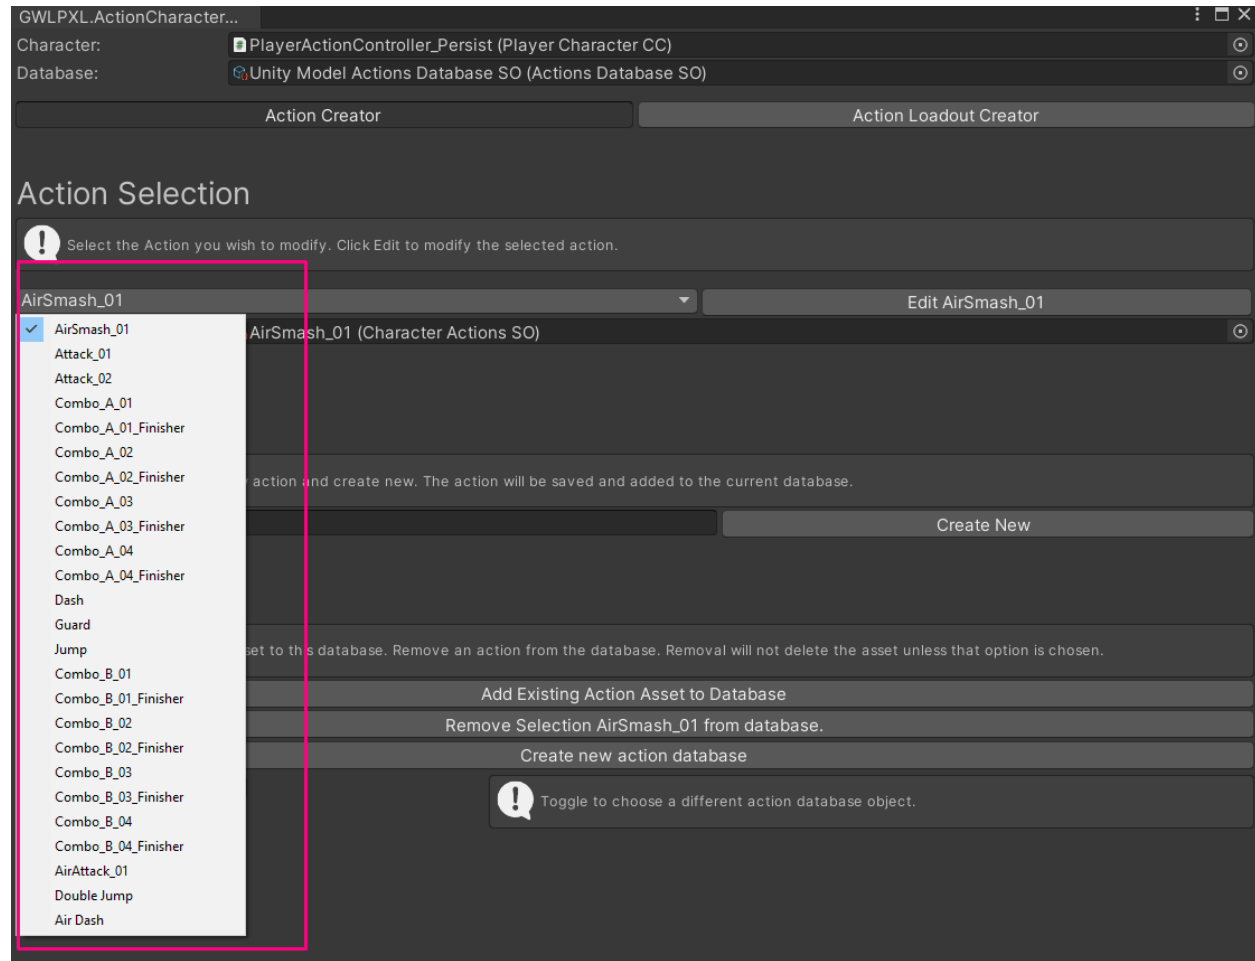 GWLPXL.ActionCharacter...
Character: PlayerActionController_Persist (Player Character CC)
Database: Unity Model Actions Database SO (Actions Database SO)
Action Creator Action Loadout Creator
Action Selection
Select the Action you wish to modify. Click Edit to modify the selected action.
AirSmash_01 Edit AirSmash_01
AirSmash_01 (Character Actions SO)
AirSmash_01
Attack_01
Attack_02
Combo_A_01
Combo_A_01_Finisher
Combo_A_02
Combo_A_02_Finisher
Combo_A_03
Combo_A_03_Finisher
Combo_A_04
Combo_A_04_Finisher
Dash
Guard
Jump
Combo_B_01
Combo_B_01_Finisher
Combo_B_02
Combo_B_02_Finisher
Combo_B_03
Combo_B_03_Finisher
Combo_B_04
Combo_B_04_Finisher
AirAttack_01
Double Jump
Air Dash
action and create new. The action will be saved and added to the current database.
Create New
to this database. Remove an action from the database. Removal will not delete the asset unless that option is chosen.
Add Existing Action Asset to Database
Remove Selection AirSmash_01 from database.
Create new action database
Toggle to choose a different action database object.